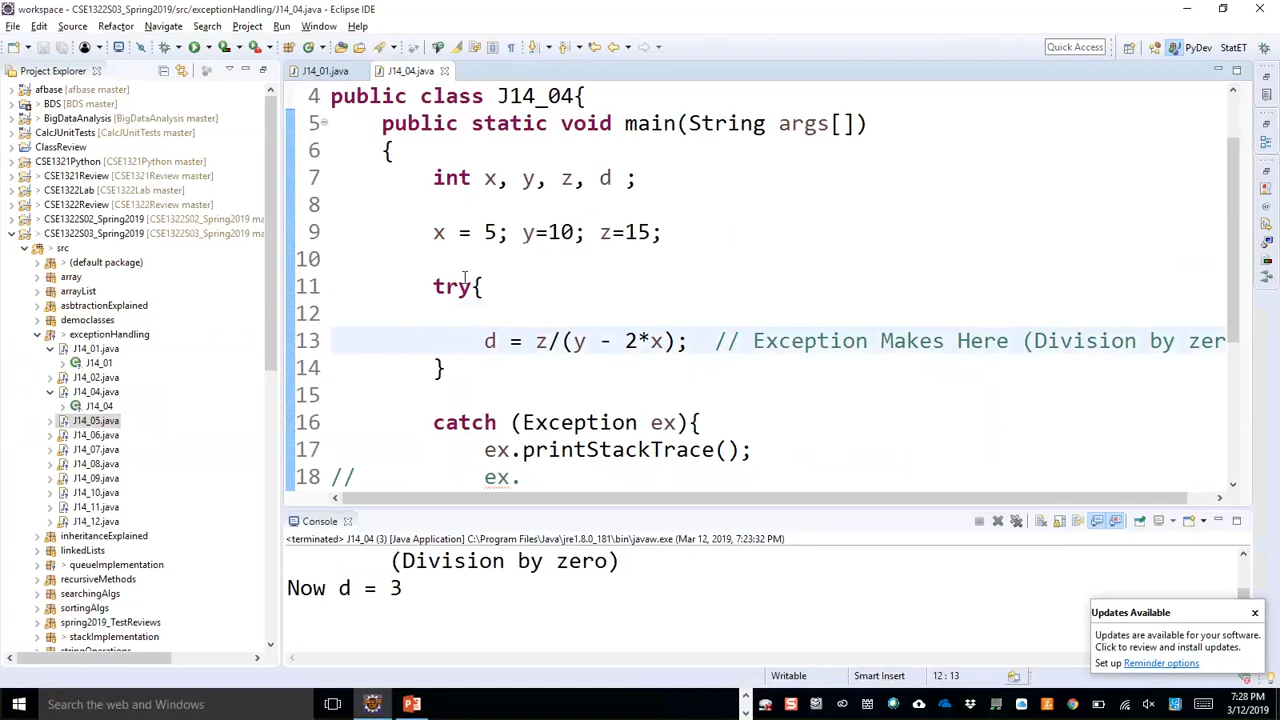 workspace - CSE1322S03_Spring2019/src/exceptionHandling/J14_04.java - Eclipse IDE
File Edit Source Refactor Navigate Search Project Run Window Help
Quick Access PyDev StatET
Project Explorer
afbase [afbase master]
> BDS [BDS master]
> BigDataAnalysis [BigDataAnalysis master]
CalcJUnitTests [CalcJUnitTests master]
ClassReview
CSE1321Python [CSE1321Python master]
> CSE1321Review [CSE1321Review master]
> CSE1322Lab [CSE1322Lab master]
> CSE1322Review [CSE1322Review master]
> CSE1322S02_Spring2019 [CSE1322S02_Spring2019 ma
> CSE1322S03_Spring2019 [CSE1322S03_Spring2019 ma
> src
> (default package)
array
arrayList
asbtractionExplained
democlasses
> exceptionHandling
J14_01.java
J14_01
J14_02.java
J14_04.java
J14_04
J14_05.java
J14_06.java
J14_07.java
J14_08.java
J14_09.java
J14_10.java
J14_11.java
J14_12.java
inheritanceExplained
linkedLists
> queueImplementation
recursiveMethods
searchingAlgs
sortingAlgs
spring2019_TestReviews
> stackImplementation
stringOperations
J14_01.java J14_04.java
4 public class J14_04{
5 public static void main(String args[])
6 {
7 int x, y, z, d ;
8
9 x = 5; y=10; z=15;
10
11 try{
12
13 d = z/(y - 2*x); // Exception Makes Here (Division by zer
14 }
15
16 catch (Exception ex){
17 ex.printStackTrace();
18 // ex.
Console
<terminated> J14_04 (3) [Java Application] C:\Program Files\Java\jre1.8.0_181\bin\javaw.exe (Mar 12, 2019, 7:23:32 PM)
(Division by zero)
Now d = 3
Updates Available
Updates are available for your software.
Click to review and install updates.
Set up Reminder options
Writable Smart Insert 12 : 13
Search the web and Windows
7:28 PM
3/12/2019